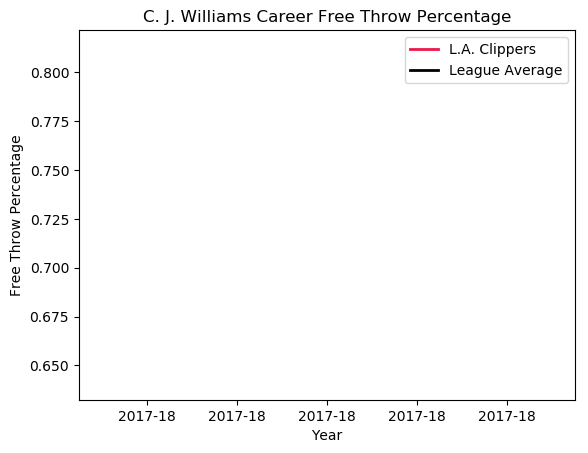 C. J. Williams Career Free Throw Percentage
L.A. Clippers
League Average
0.800
0.775
0.750
0.725
0.700
0.675
0.650
Free Throw Percentage
2017-18 2017-18 2017-18 2017-18 2017-18
Year